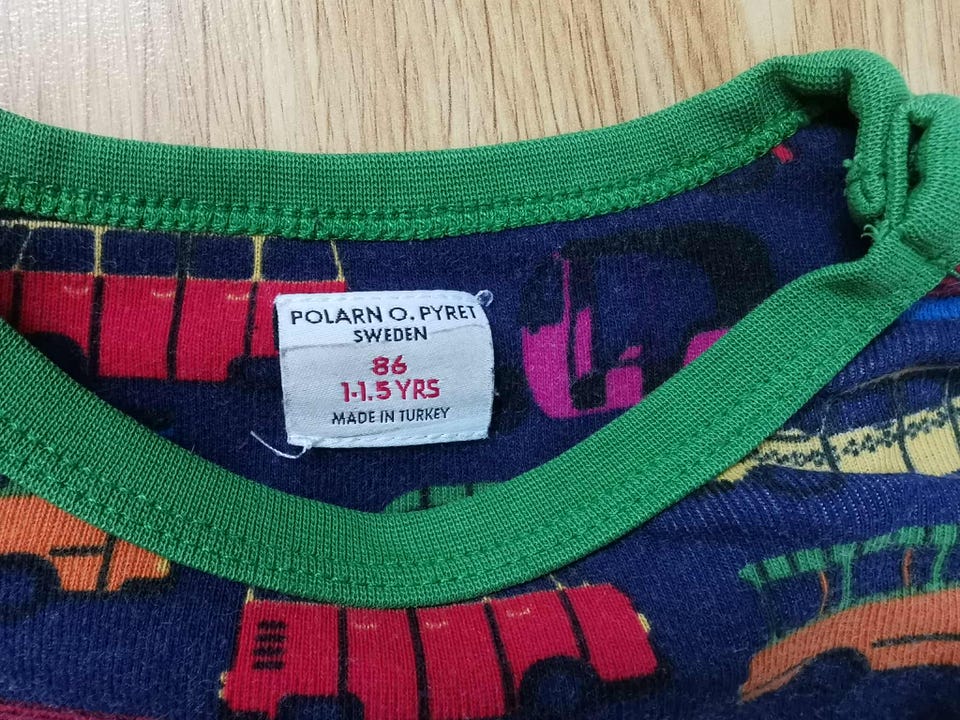 POLARN O. PYRET
SWEDEN
86
1-1.5 YRS
MADE IN TURKEY